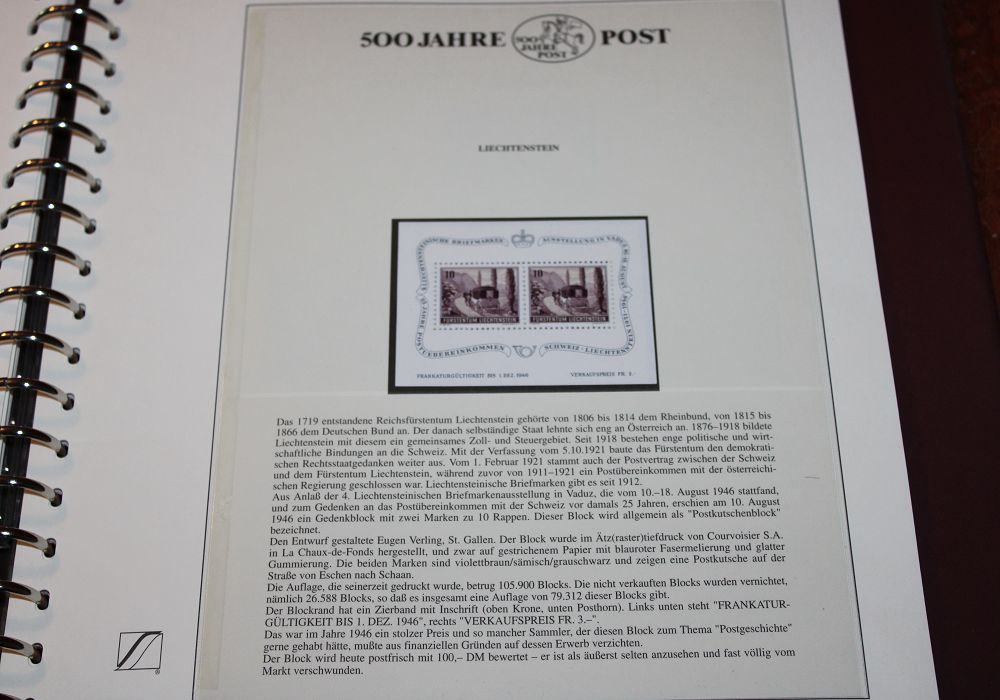 500 JAHRE POST
500
JAHRE
POST
LIECHTENSTEIN
LIECHTENSTEINISCHE BRIEFMARKEN AUSSTELLUNG IN VADUZ 10-18 AUGUST 1946
25 JAHRE POSTUEBEREINKOMMEN SCHWEIZ-LIECHTENSTEIN 1921-1946
10 10
FÜRSTENTUM LIECHTENSTEIN FÜRSTENTUM LIECHTENSTEIN
FRANKATURGÜLTIGKEIT BIS 1. DEZ. 1946 VERKAUFSPREIS FR. 3.-
Das 1719 entstandene Reichsfürstentum Liechtenstein gehörte von 1806 bis 1814 dem Rheinbund, von 1815 bis
1866 dem Deutschen Bund an. Der danach selbständige Staat lehnte sich eng an Österreich an. 1876–1918 bildete
Liechtenstein mit diesem ein gemeinsames Zoll- und Steuergebiet. Seit 1918 bestehen enge politische und wirt-
schaftliche Bindungen an die Schweiz. Mit der Verfassung vom 5.10.1921 baute das Fürstentum den demokrati-
schen Rechtsstaatgedanken weiter aus. Vom 1. Februar 1921 stammt auch der Postvertrag zwischen der Schweiz
und dem Fürstentum Liechtenstein, während zuvor von 1911–1921 ein Postübereinkommen mit der österreichi-
schen Regierung geschlossen war. Liechtensteinische Briefmarken gibt es seit 1912.
Aus Anlaß der 4. Liechtensteinischen Briefmarkenausstellung in Vaduz, die vom 10.–18. August 1946 stattfand,
und zum Gedenken an das Postübereinkommen mit der Schweiz vor damals 25 Jahren, erschien am 10. August
1946 ein Gedenkblock mit zwei Marken zu 10 Rappen. Dieser Block wird allgemein als "Postkutschenblock"
bezeichnet.
Den Entwurf gestaltete Eugen Verling, St. Gallen. Der Block wurde im Ätz(raster)tiefdruck von Courvoisier S.A.
in La Chaux-de-Fonds hergestellt, und zwar auf gestrichenem Papier mit blauroter Fasermelierung und glatter
Gummierung. Die beiden Marken sind violettbraun/sämisch/grauschwarz und zeigen eine Postkutsche auf der
Straße von Eschen nach Schaan.
Die Auflage, die seinerzeit gedruckt wurde, betrug 105.900 Blocks. Die nicht verkauften Blocks wurden vernichtet,
nämlich 26.588 Blocks, so daß es insgesamt eine Auflage von 79.312 dieser Blocks gibt.
Der Blockrand hat ein Zierband mit Inschrift (oben Krone, unten Posthorn). Links unten steht "FRANKATUR-
GÜLTIGKEIT BIS 1. DEZ. 1946", rechts "VERKAUFSPREIS FR. 3.–".
Das war im Jahre 1946 ein stolzer Preis und so mancher Sammler, der diesen Block zum Thema "Postgeschichte"
gerne gehabt hätte, mußte aus finanziellen Gründen auf dessen Erwerb verzichten.
Der Block wird heute postfrisch mit 100,– DM bewertet – er ist als äußerst selten anzusehen und fast völlig vom
Markt verschwunden.